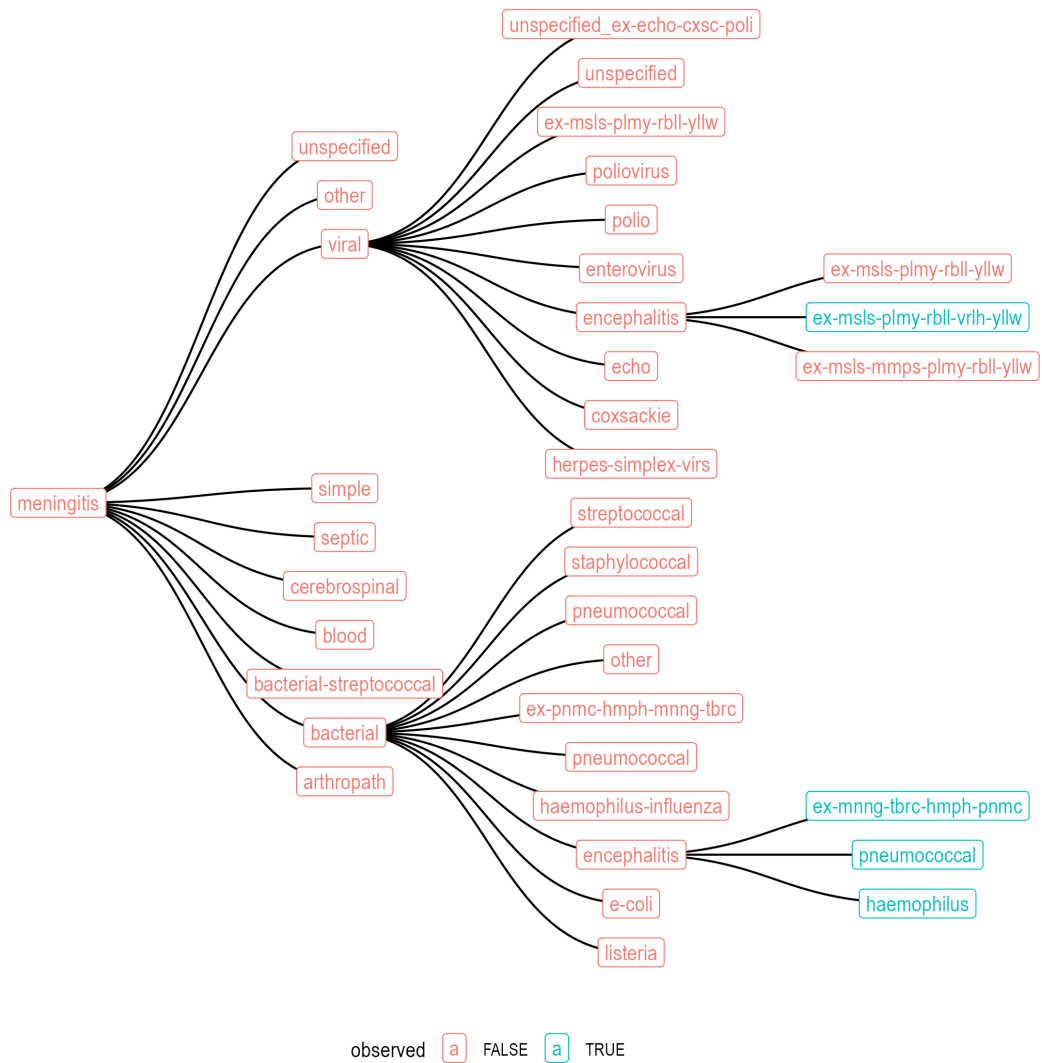 unspecified_ex-echo-cxsc-poli
unspecified
ex-msls-plmy-rbll-yllw
unspecified
poliovirus
other
polio
viral
enterovirus
ex-msls-plmy-rbll-yllw
encephalitis
ex-msls-plmy-rbll-vrlh-yllw
echo
ex-msls-mmps-plmy-rbll-yllw
coxsackie
herpes-simplex-virs
simple
meningitis
streptococcal
septic
staphylococcal
cerebrospinal
pneumococcal
blood
other
bacterial-streptococcal
ex-pnmc-hmph-mnng-tbrc
bacterial
pneumococcal
arthropath
haemophilus-influenza
ex-mnng-tbrc-hmph-pnmc
encephalitis
pneumococcal
e-coli
haemophilus
listeria
observed a FALSE a TRUE